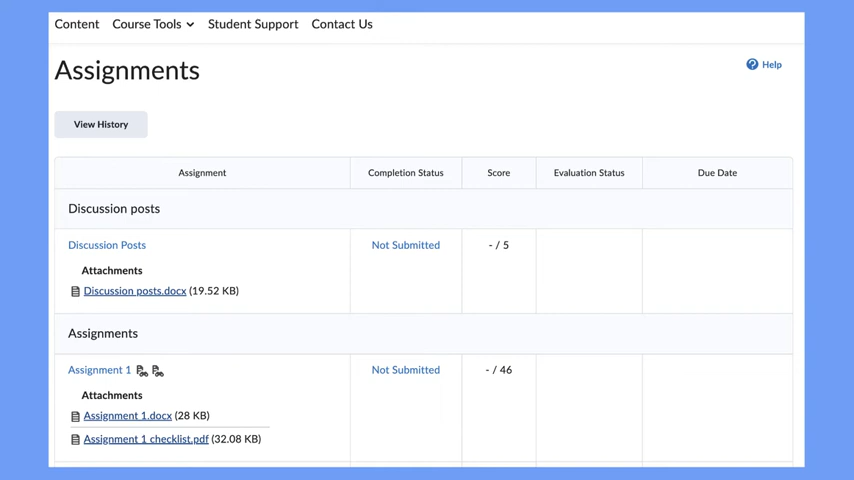 Content Course Tools Student Support Contact Us
Assignments
Help
View History
Assignment Completion Status Score Evaluation Status Due Date
Discussion posts
Discussion Posts Not Submitted - / 5
Attachments
Discussion posts.docx (19.52 KB)
Assignments
Assignment 1 Not Submitted - / 46
Attachments
Assignment 1.docx (28 KB)
Assignment 1 checklist.pdf (32.08 KB)